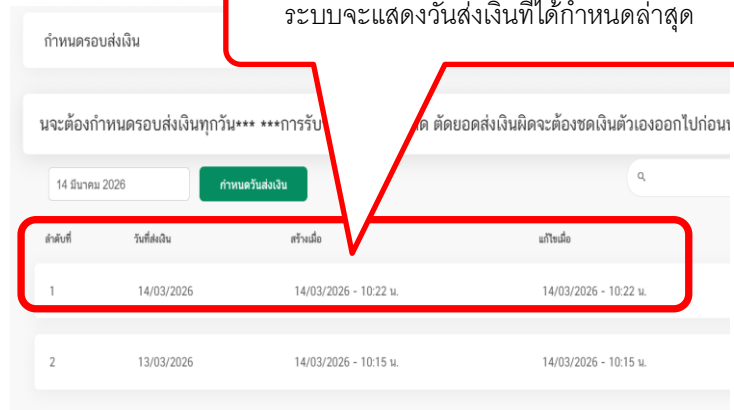 ระบบจะแสดงวันส่งเงินที่ได้กำหนดล่าสุด
กำหนดรอบส่งเงิน
นจะต้องกำหนดรอบส่งเงินทุกวัน*** ***การรับ ด ตัดยอดส่งเงินผิดจะต้องชดเงินตัวเองออกไปก่อน
14 มีนาคม 2026 กำหนดวันส่งเงิน
ลำดับที่ วันที่ส่งเงิน สร้างเมื่อ แก้ไขเมื่อ
1 14/03/2026 14/03/2026 - 10:22 น. 14/03/2026 - 10:22 น.
2 13/03/2026 14/03/2026 - 10:15 น. 14/03/2026 - 10:15 น.